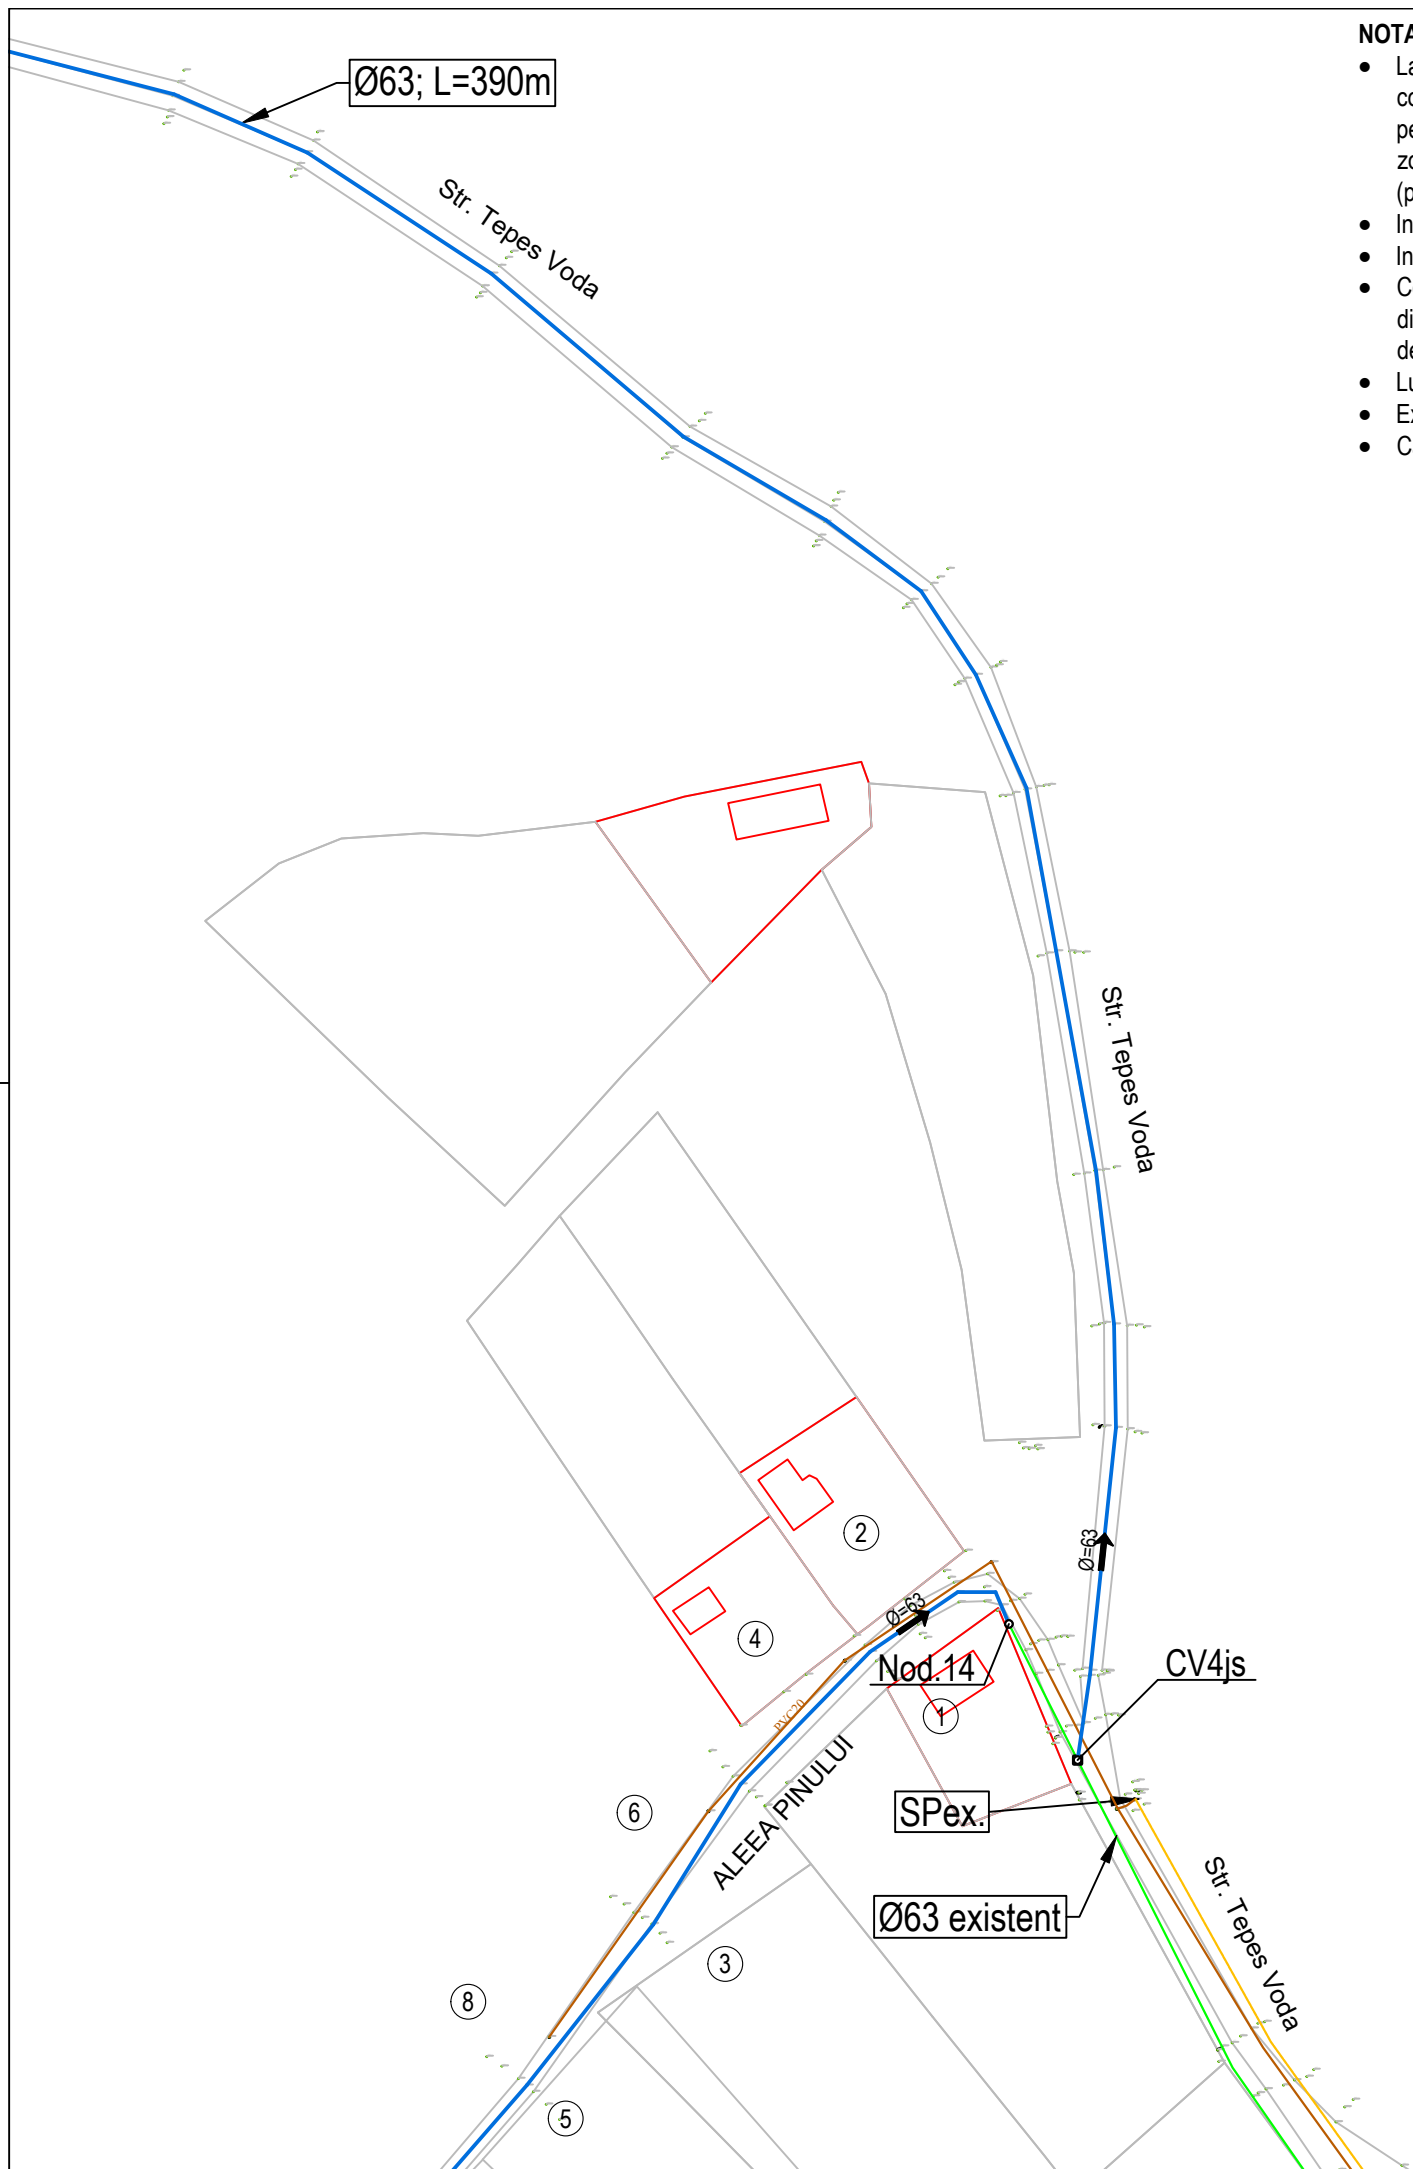 Ø63; L=390m
Str. Tepes Voda
Str. Tepes Voda
2
Ø=63
Ø=63
4
Nod.14
CV4js
1
PVC20
ALEEA PINULUI
SPex.
6
Ø63 existent
Str. Tepes Voda
3
8
5